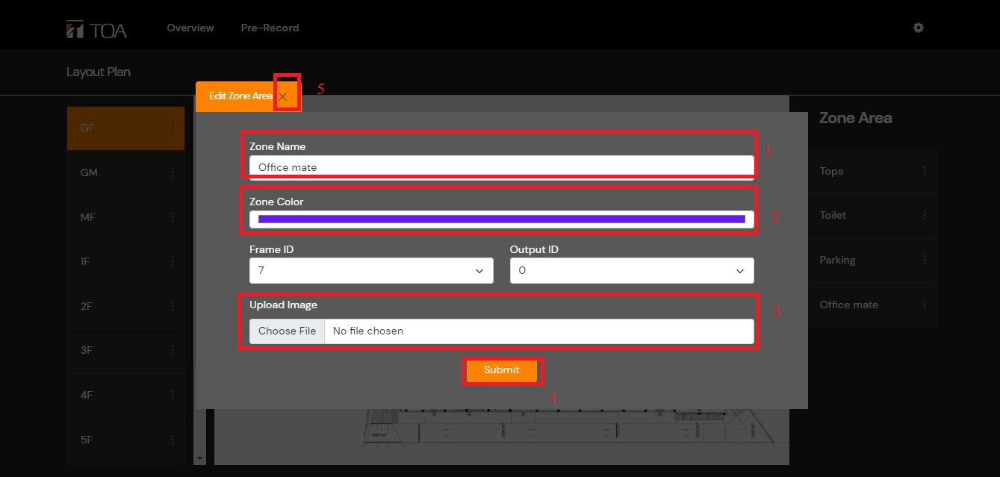 TOA
Overview
Pre-Record
Layout Plan
Edit Zone Area
5
GF
GM
MF
1F
2F
3F
4F
5F
Zone Name
Office mate
1
Zone Color
2
Frame ID
Output ID
7
0
Upload Image
Choose File
No file chosen
3
Submit
4
Zone Area
Tops
Toilet
Parking
Office mate